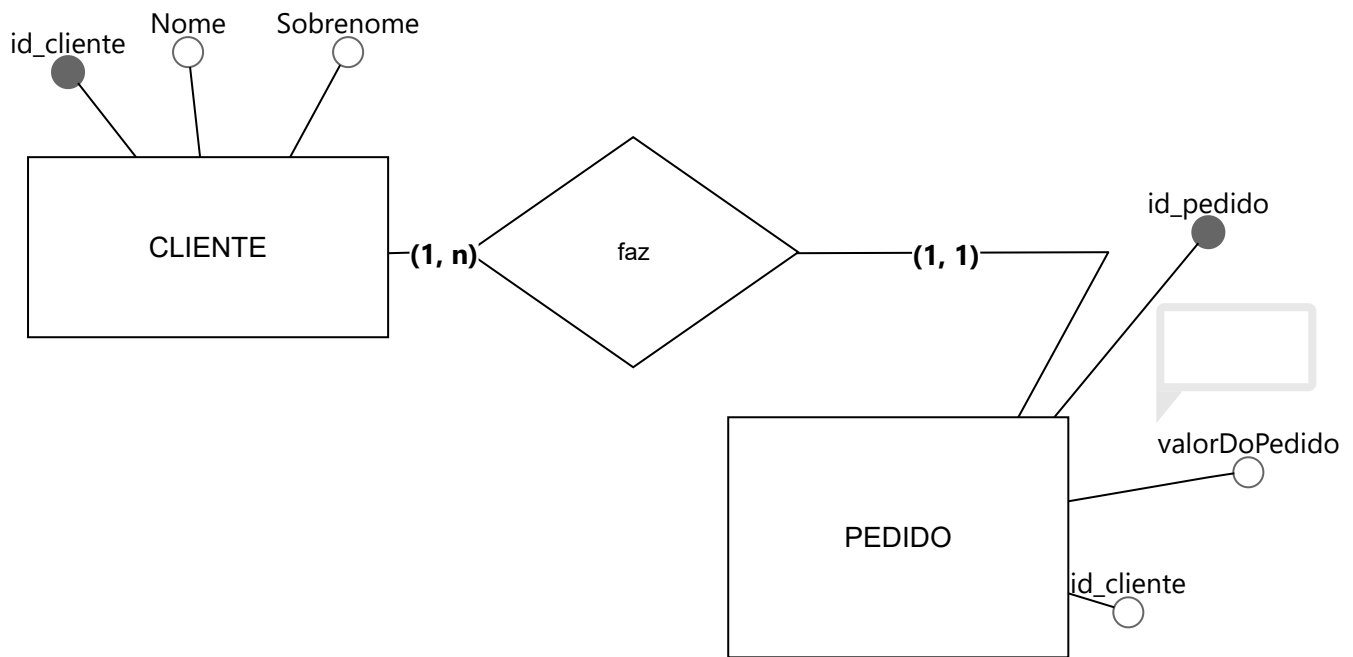 Nome
Sobrenome
id_cliente
CLIENTE
(1, n)
faz
(1, 1)
id_pedido
valorDoPedido
PEDIDO
id_cliente